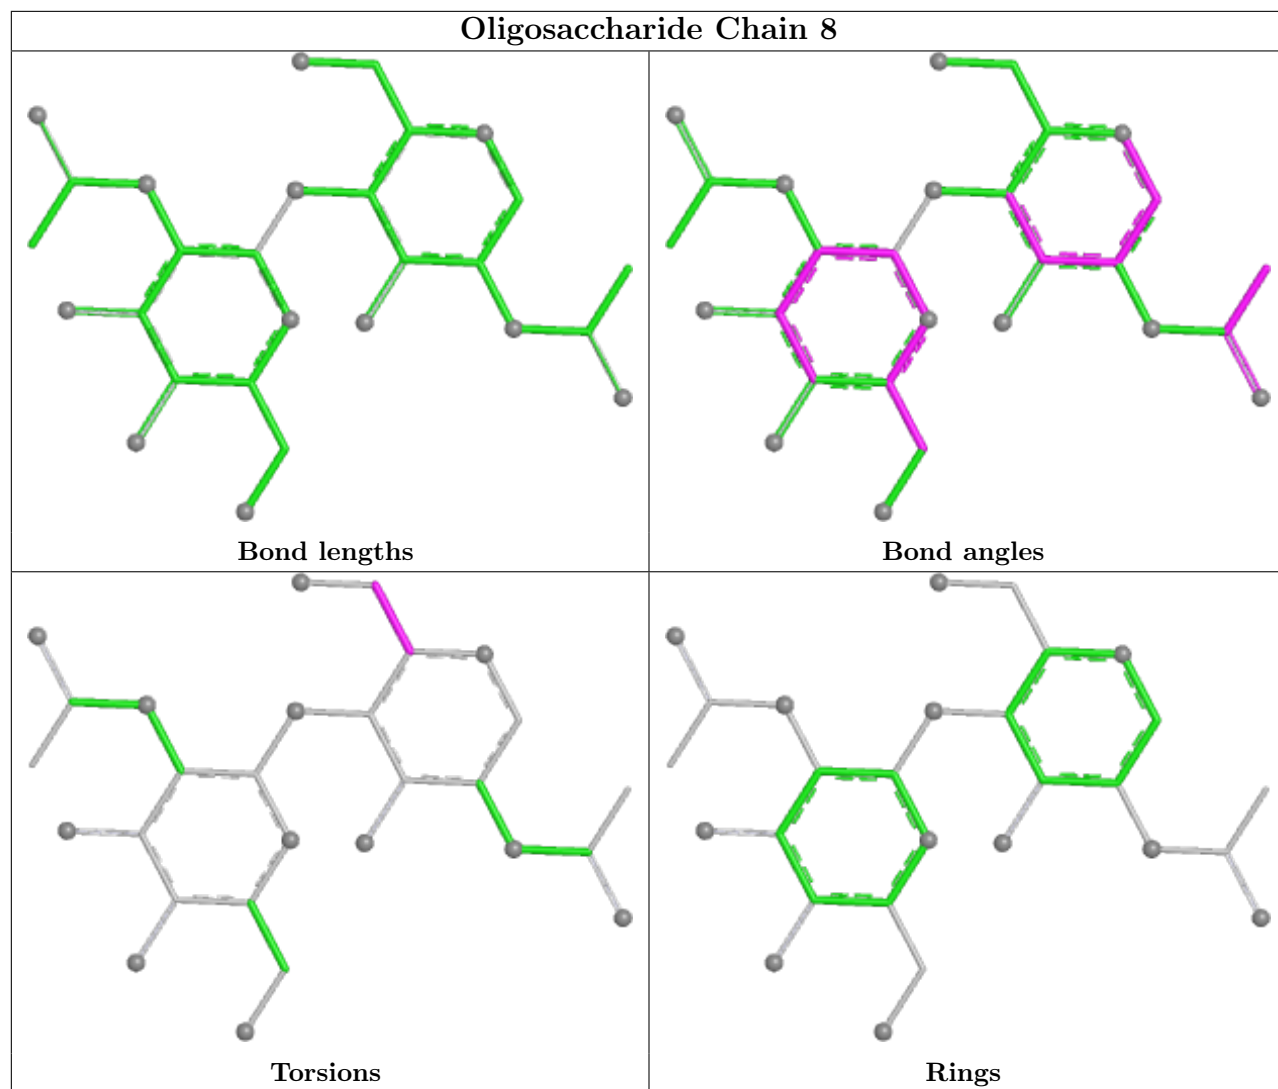 Oligosaccharide Chain 8
Bond lengths
Bond angles
Torsions
Rings